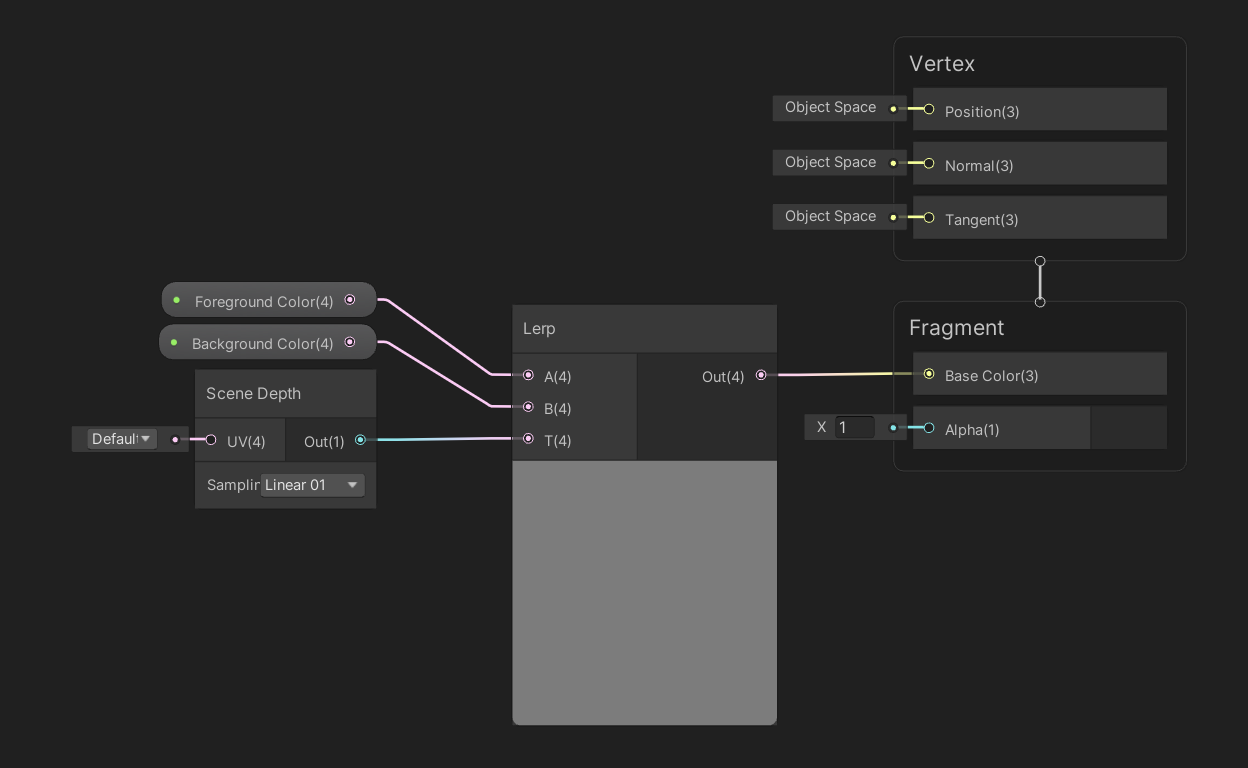 Vertex
Object Space
Position(3)
Object Space
Normal(3)
Object Space
Tangent(3)
Foreground Color(4)
Background Color(4)
Scene Depth
Default
UV(4)
Out(1)
Samplin
Linear 01
Lerp
A(4)
B(4)
T(4)
Out(4)
Fragment
Base Color(3)
X
1
Alpha(1)